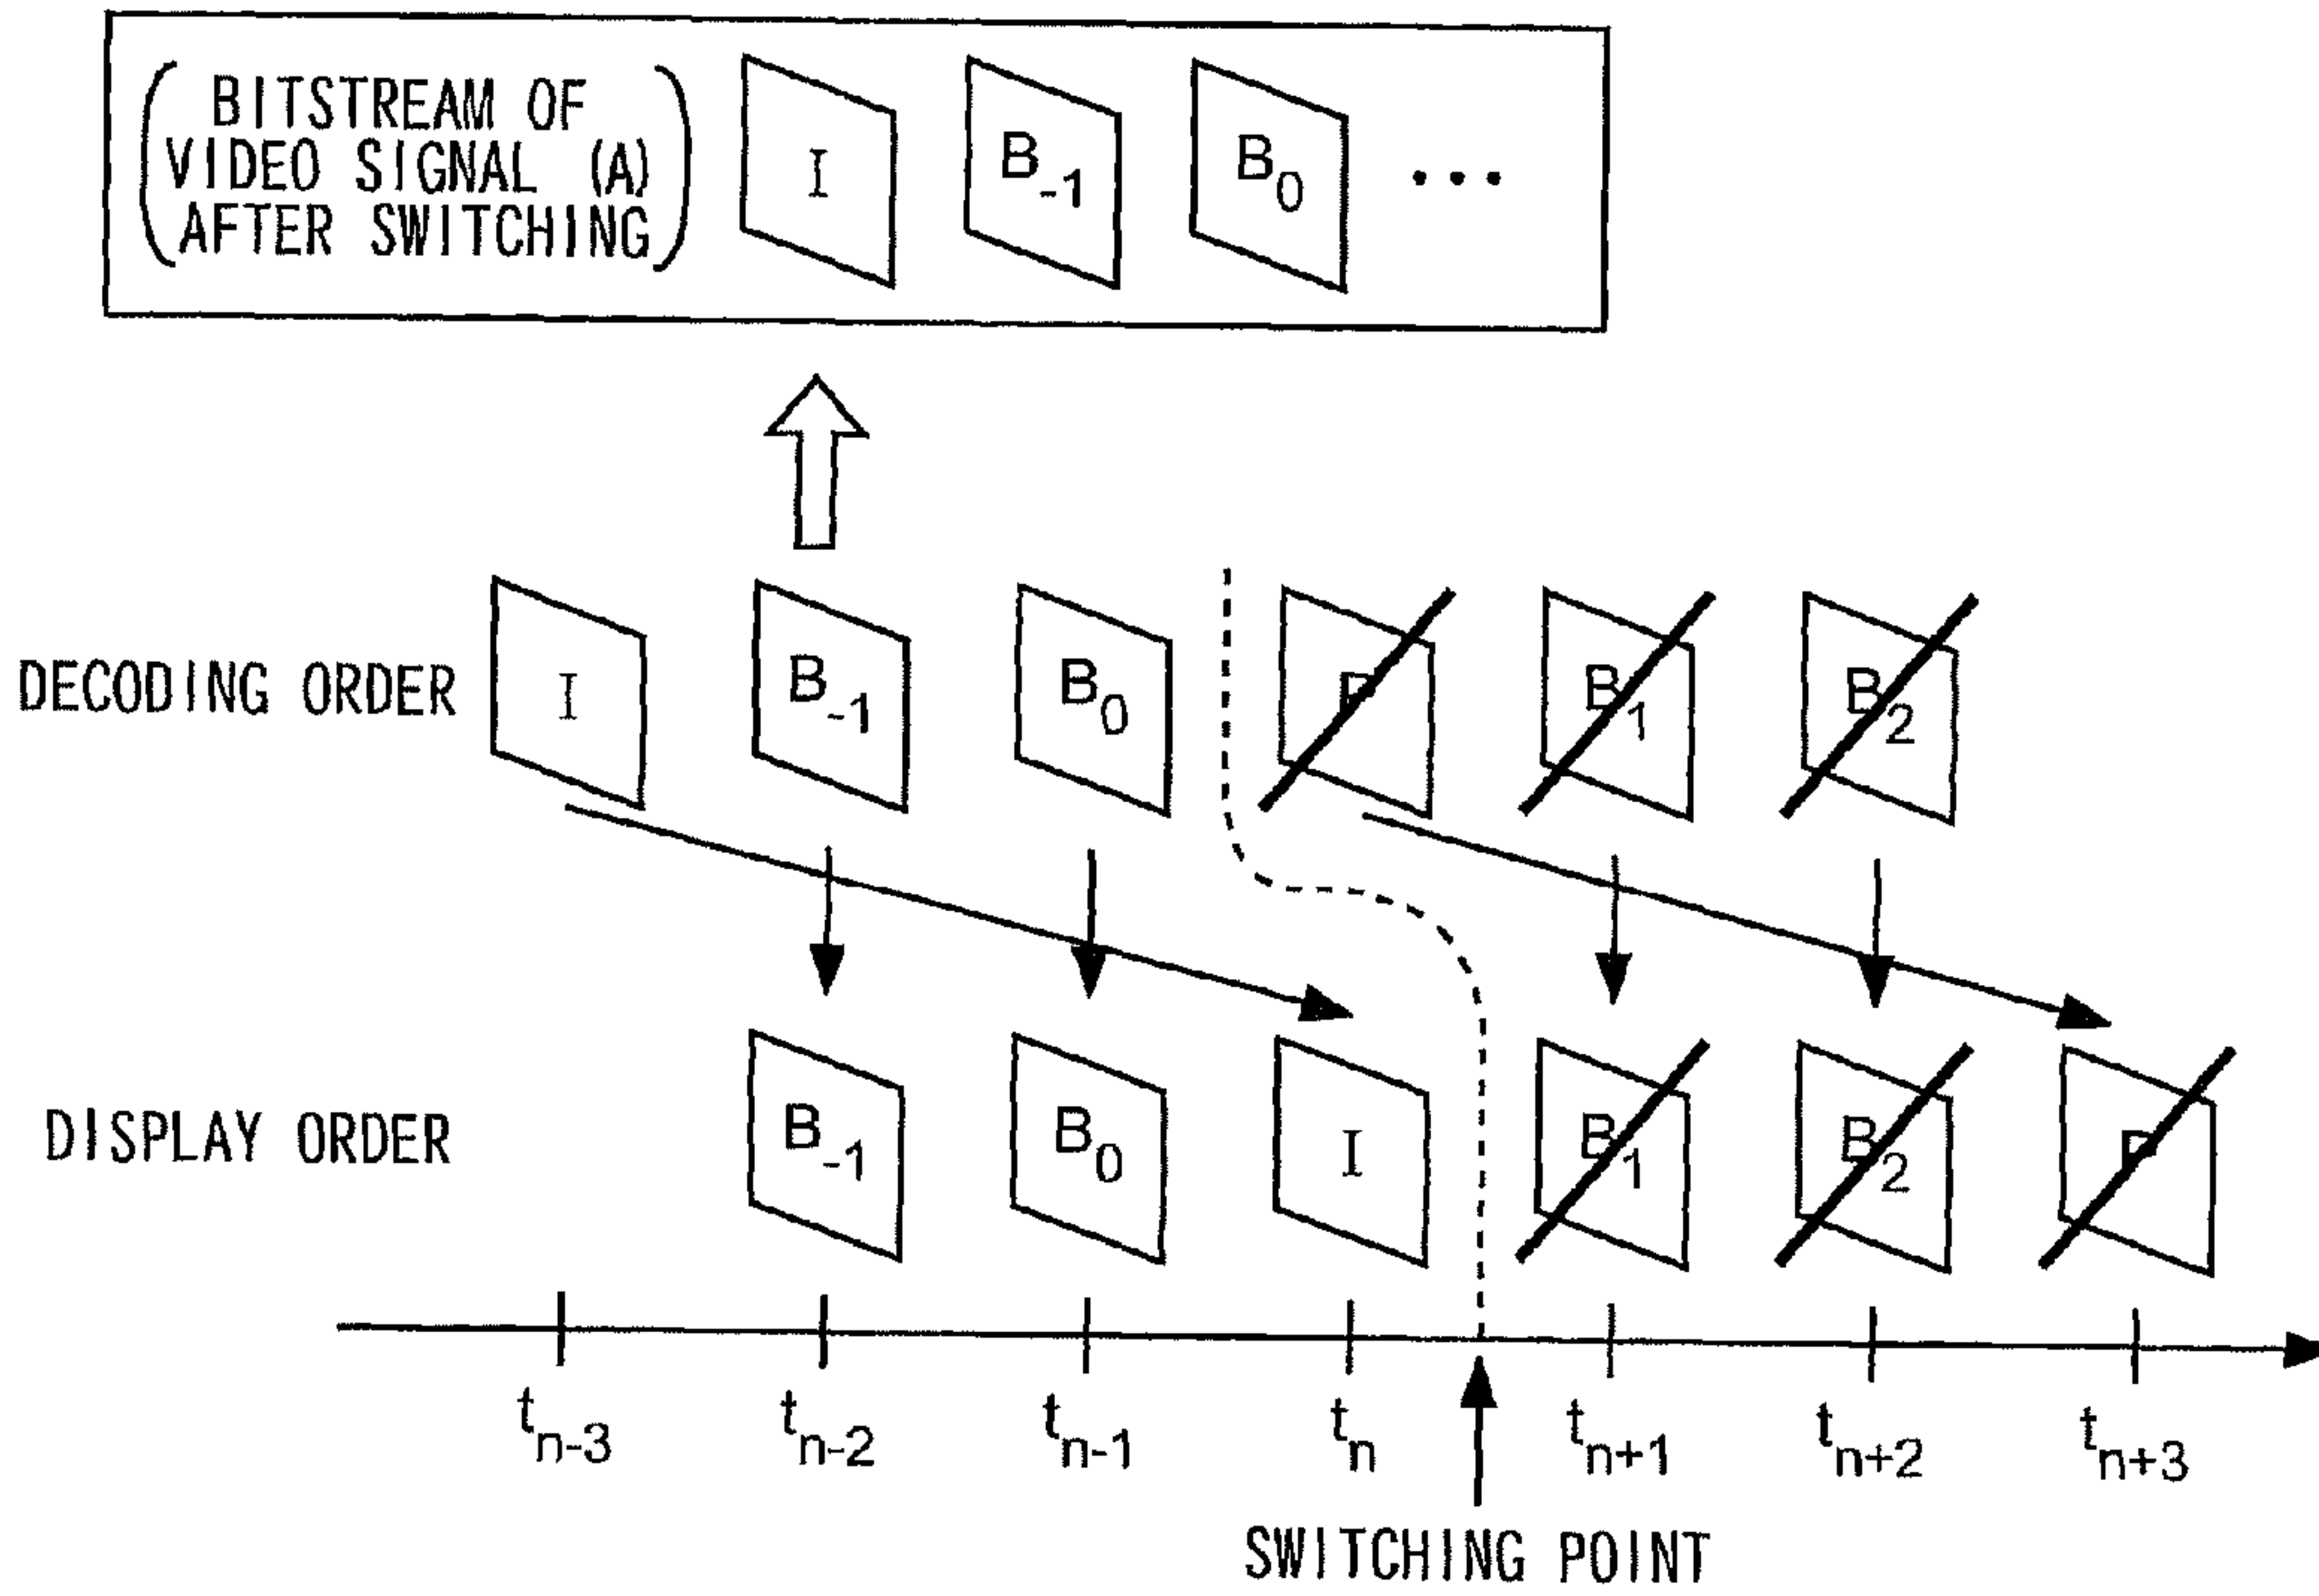 BITSTREAM OF
VIDEO SIGNAL (A)
AFTER SWITCHING
I B-1 B0 •••
DECODING ORDER I B-1 B0 P B1 B2
DISPLAY ORDER B-1 B0 I B1 B2 P
tn-3 tn-2 tn-1 tn tn+1 tn+2 tn+3
SWITCHING POINT